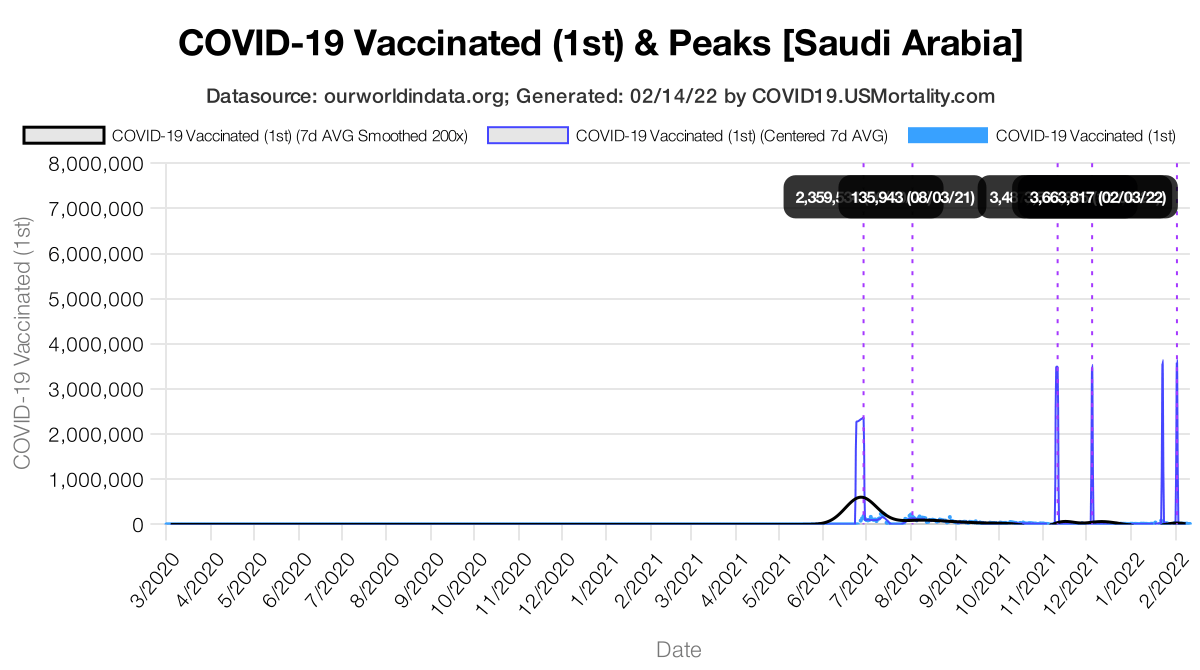 COVID-19 Vaccinated (1st) & Peaks [Saudi Arabia]
Datasource: ourworldindata.org; Generated: 02/14/22 by COVID19.USMortality.com
COVID-19 Vaccinated (1st) (7d AVG Smoothed 200x) COVID-19 Vaccinated (1st) (Centered 7d AVG) COVID-19 Vaccinated (1st)
8,000,000
7,000,000
6,000,000
5,000,000
4,000,000
3,000,000
2,000,000
1,000,000
0
COVID-19 Vaccinated (1st)
135,943 (08/03/21) 3,663,817 (02/03/22)
3/2020 4/2020 5/2020 6/2020 7/2020 8/2020 9/2020 10/2020 11/2020 12/2020 1/2021 2/2021 3/2021 4/2021 5/2021 6/2021 7/2021 8/2021 9/2021 10/2021 11/2021 12/2021 1/2022 2/2022
Date